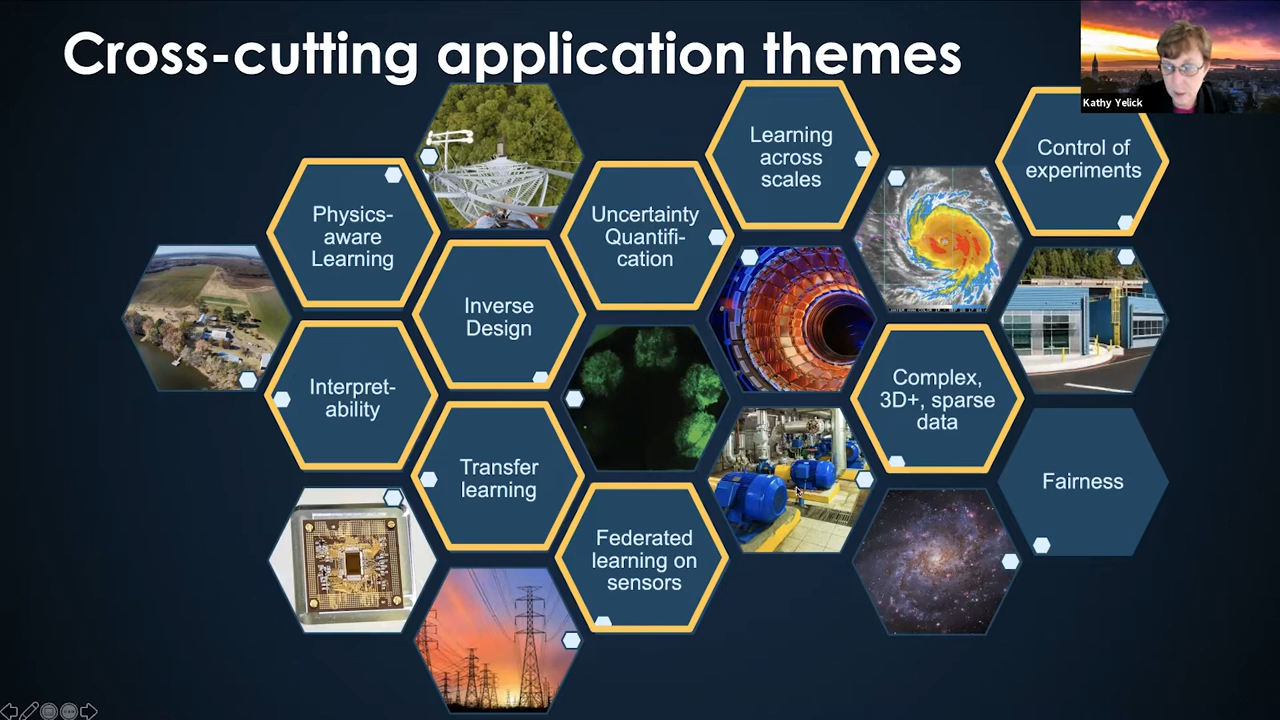 Cross-cutting application themes
Kathy Yelick
Learning
across
scales
Control of
experiments
Physics-
aware
Learning
Uncertainty
Quantifi-
cation
Inverse
Design
Interpret-
ability
Complex,
3D+, sparse
data
Transfer
learning
Fairness
Federated
learning on
sensors